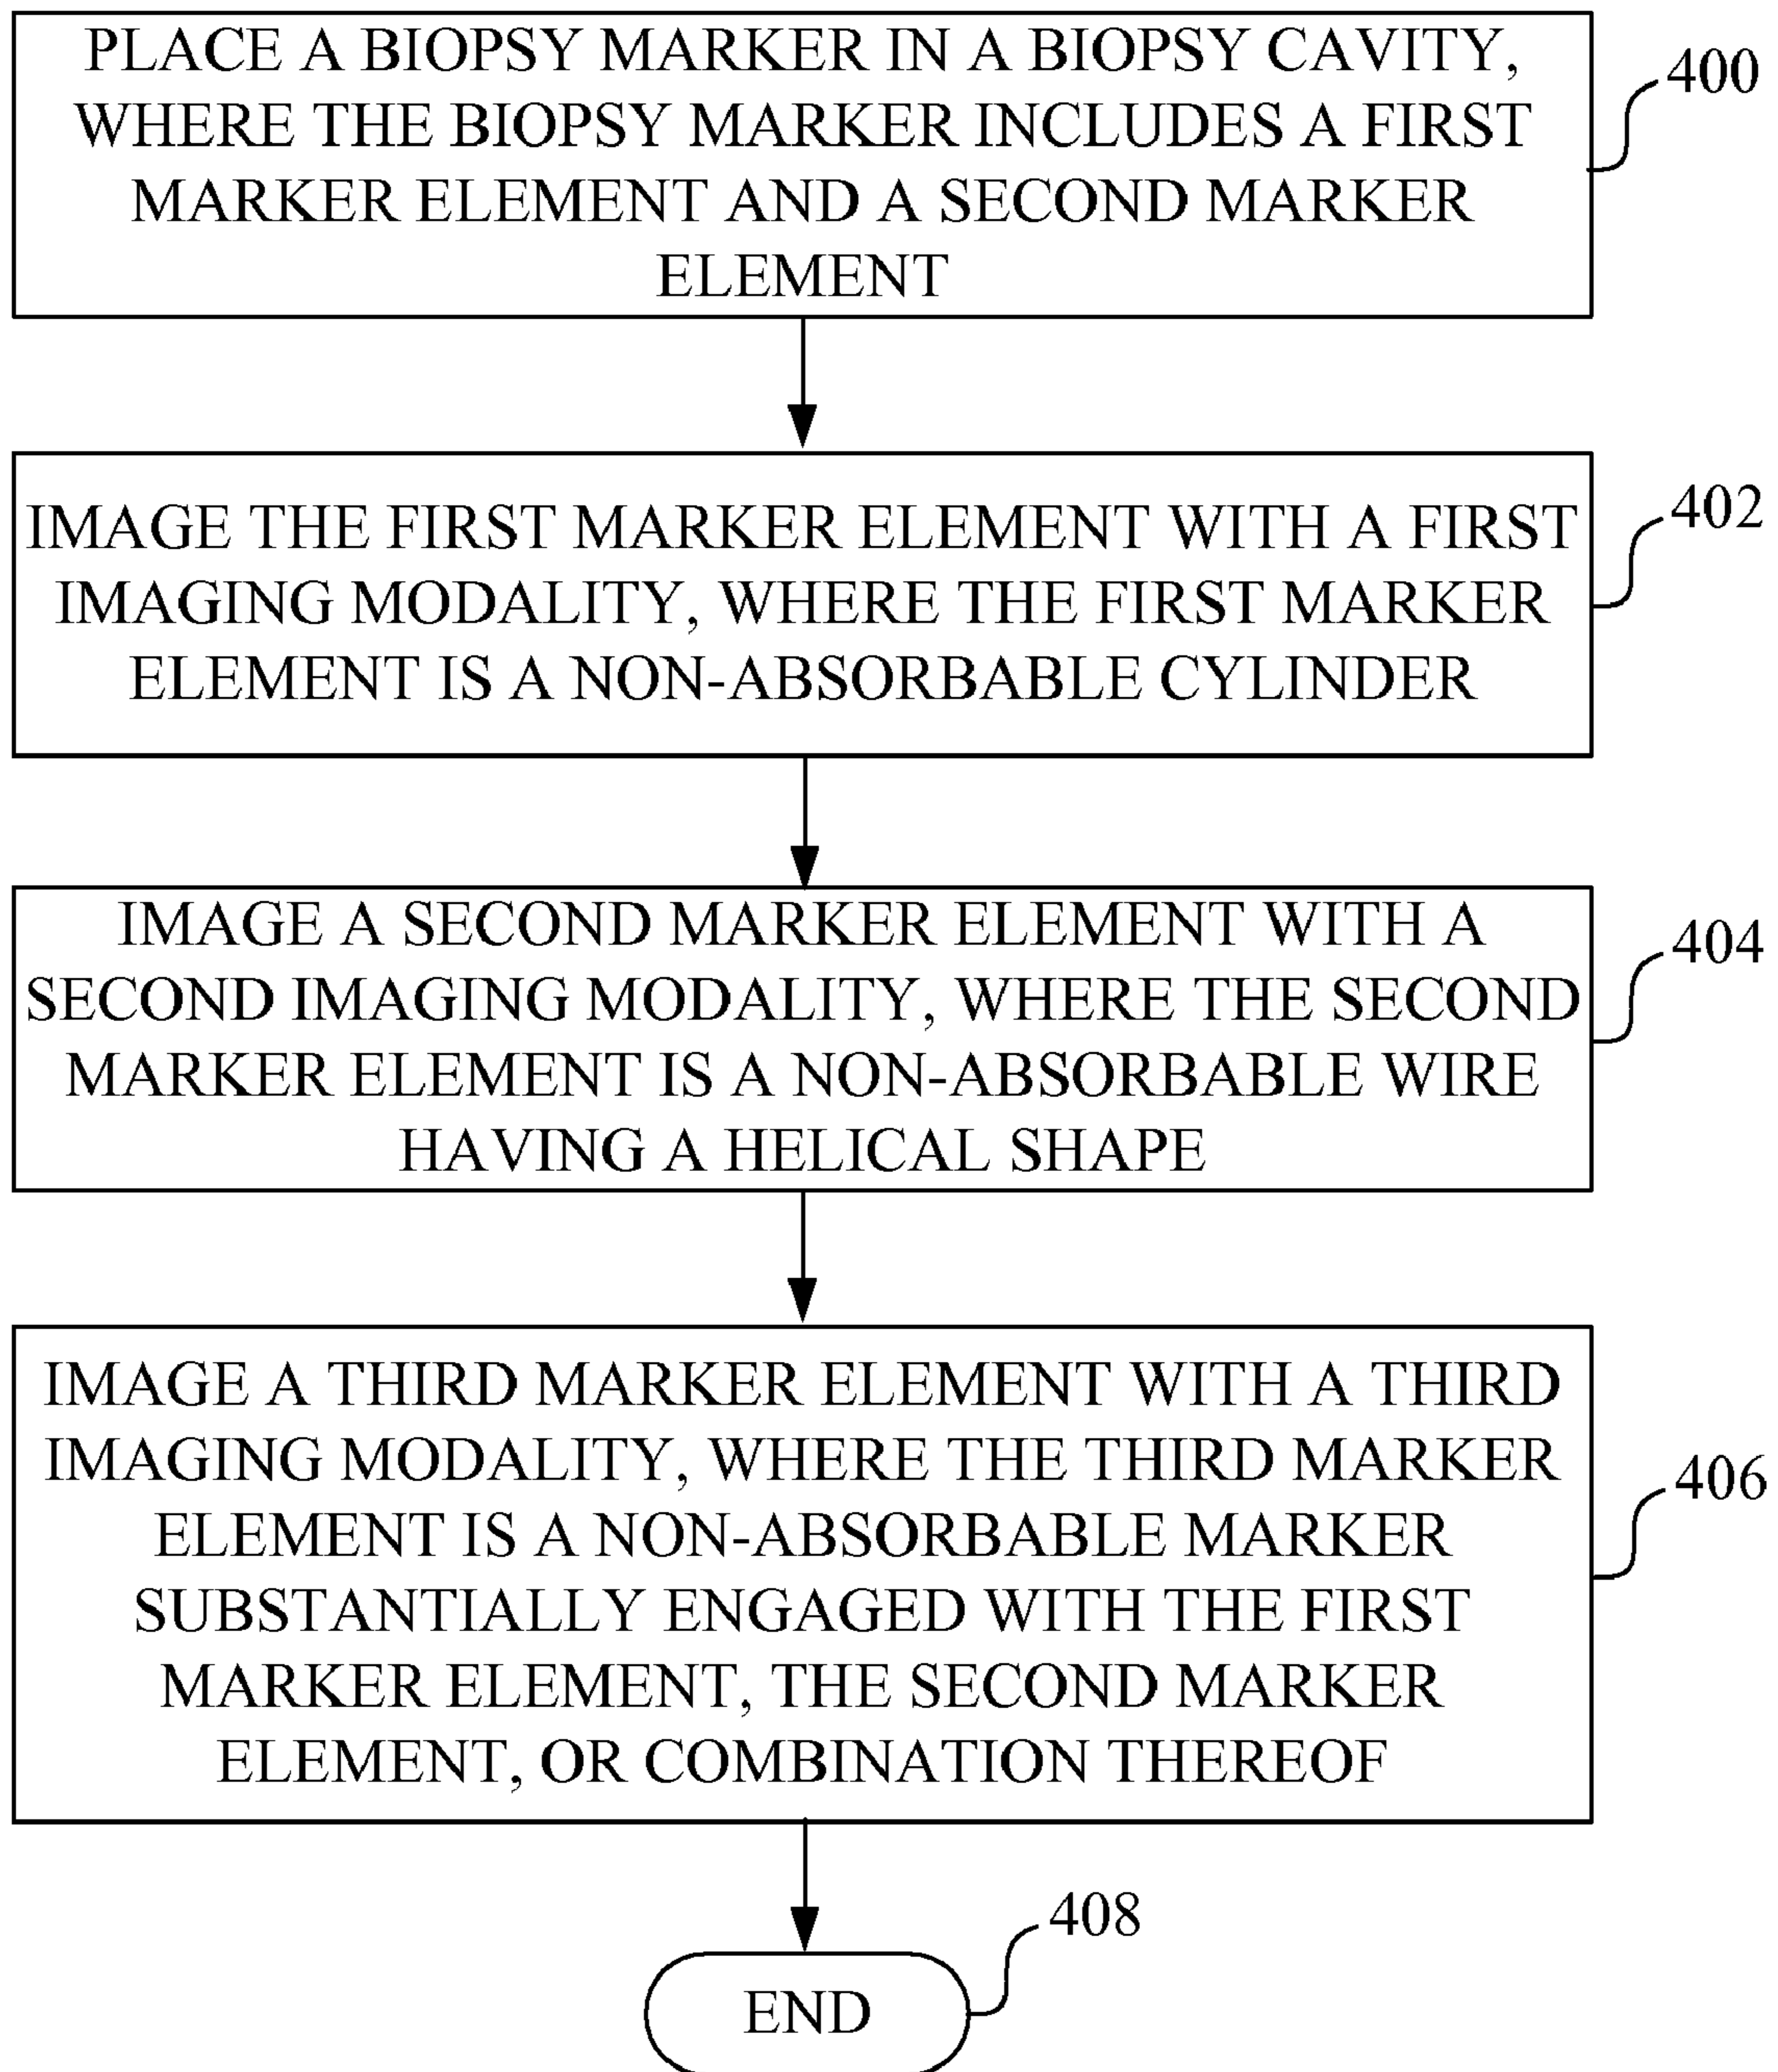 PLACE A BIOPSY MARKER IN A BIOPSY CAVITY,
WHERE THE BIOPSY MARKER INCLUDES A FIRST
MARKER ELEMENT AND A SECOND MARKER
ELEMENT
400
IMAGE THE FIRST MARKER ELEMENT WITH A FIRST
IMAGING MODALITY, WHERE THE FIRST MARKER
ELEMENT IS A NON-ABSORBABLE CYLINDER
402
IMAGE A SECOND MARKER ELEMENT WITH A
SECOND IMAGING MODALITY, WHERE THE SECOND
MARKER ELEMENT IS A NON-ABSORBABLE WIRE
HAVING A HELICAL SHAPE
404
IMAGE A THIRD MARKER ELEMENT WITH A THIRD
IMAGING MODALITY, WHERE THE THIRD MARKER
ELEMENT IS A NON-ABSORBABLE MARKER
SUBSTANTIALLY ENGAGED WITH THE FIRST
MARKER ELEMENT, THE SECOND MARKER
ELEMENT, OR COMBINATION THEREOF
406
END
408